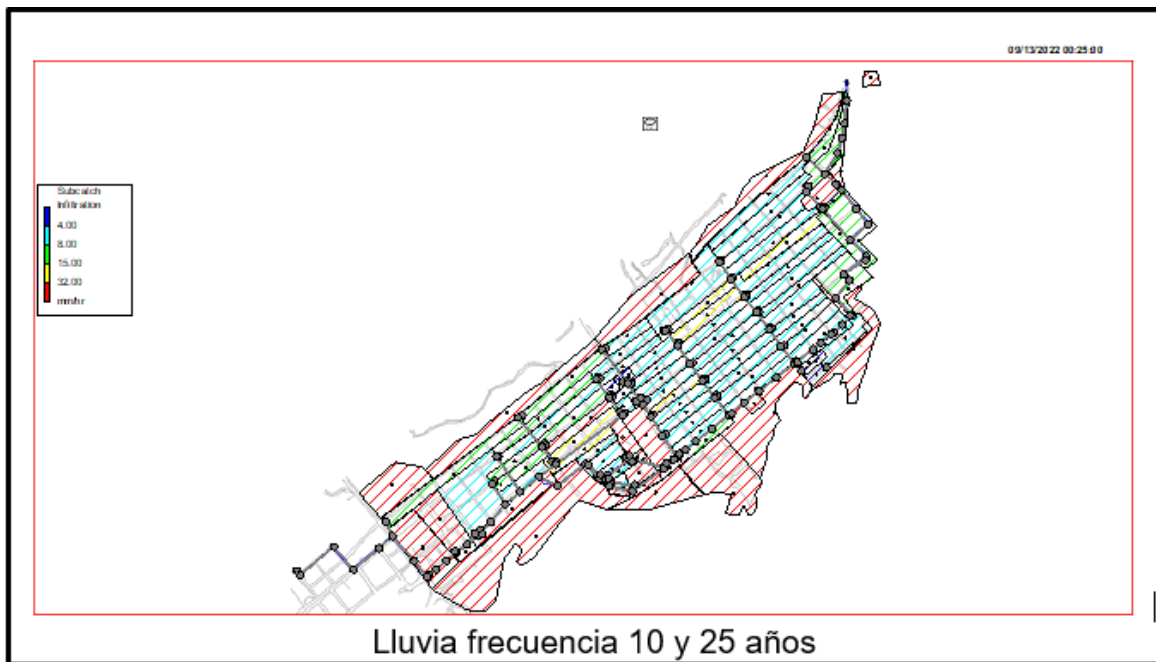 09/13/2022 00:25:00
Subcatch
Infiltration
4.00
8.00
15.00
32.00
mm/hr
Lluvia frecuencia 10 y 25 años